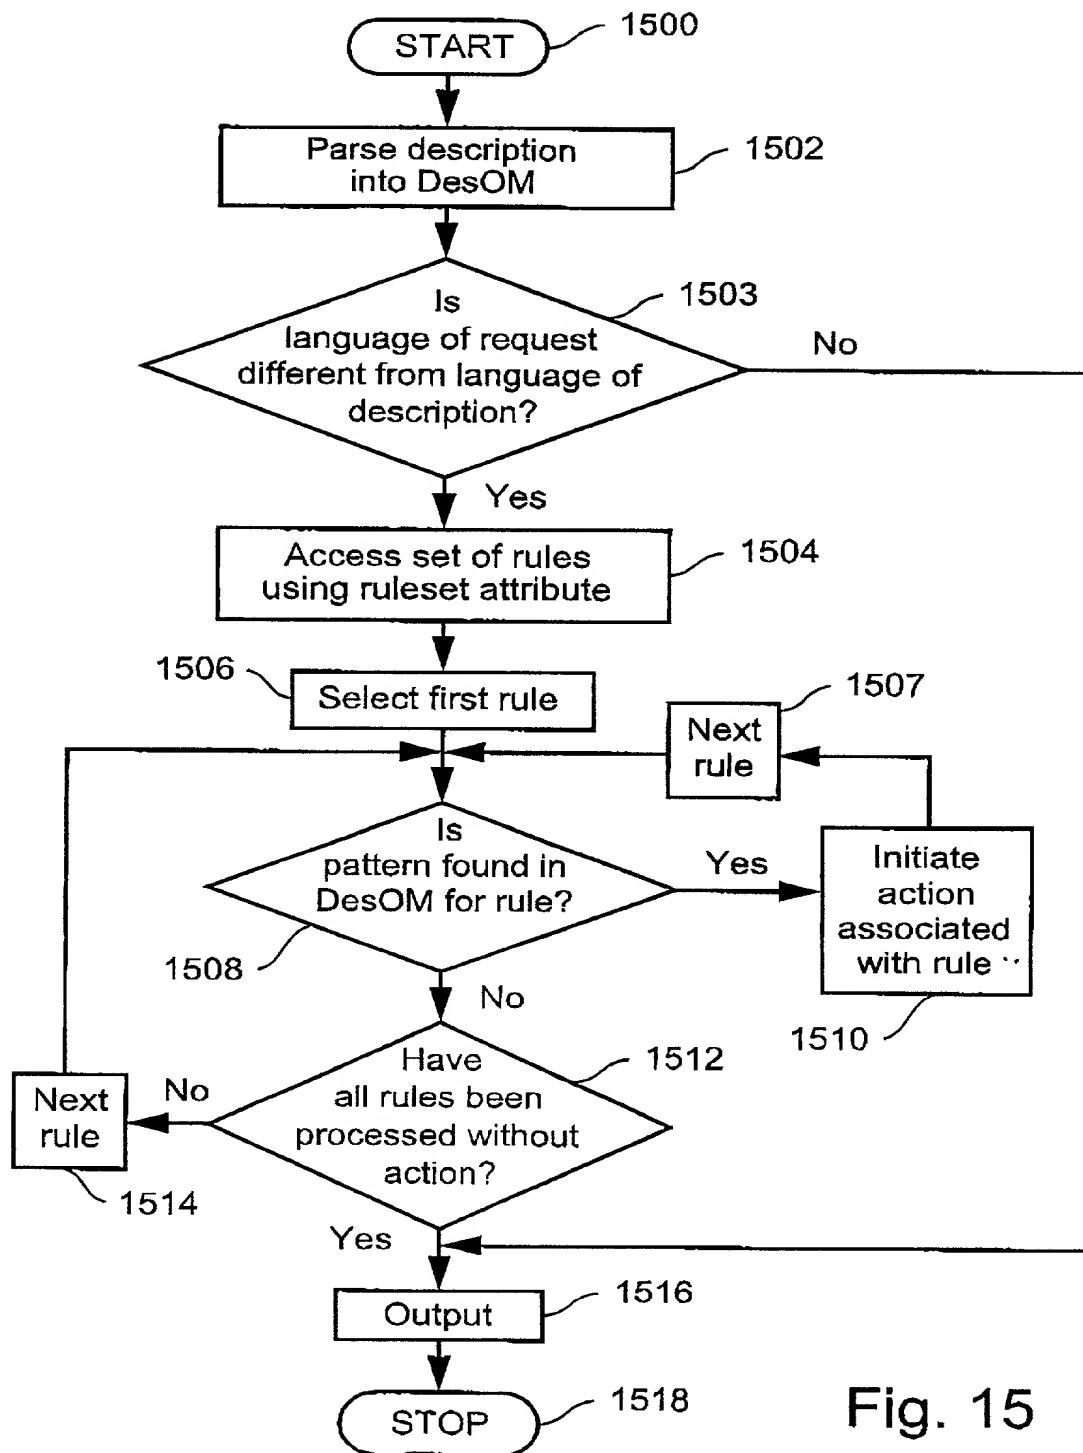 START
1500
Parse description
into DesOM
1502
Is
language of request
different from language of
description?
1503
No
Yes
Access set of rules
using ruleset attribute
1504
1506
Select first rule
1507
Next
rule
Is
pattern found in
DesOM for rule?
Yes
Initiate
action
associated
with rule
1508
1510
No
Have
all rules been
processed without
action?
1512
No
Next
rule
1514
Yes
Output
1516
STOP
1518
Fig. 15